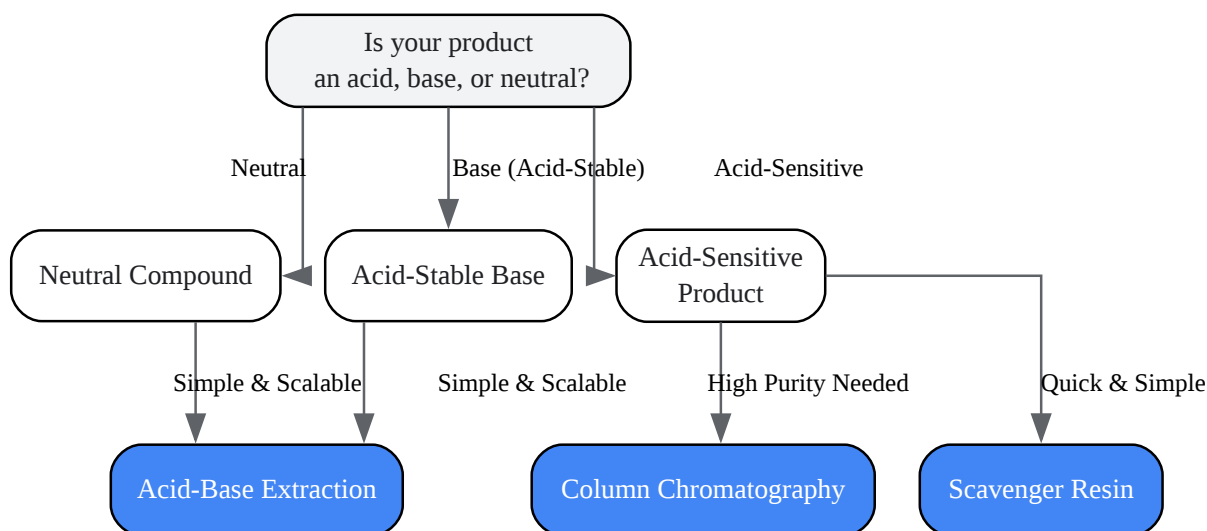 Is your product
an acid, base, or neutral?
Neutral
Base (Acid-Stable)
Acid-Sensitive
Neutral Compound
Acid-Stable Base
Acid-Sensitive
Product
Simple & Scalable
Simple & Scalable
High Purity Needed
Quick & Simple
Acid-Base Extraction
Column Chromatography
Scavenger Resin